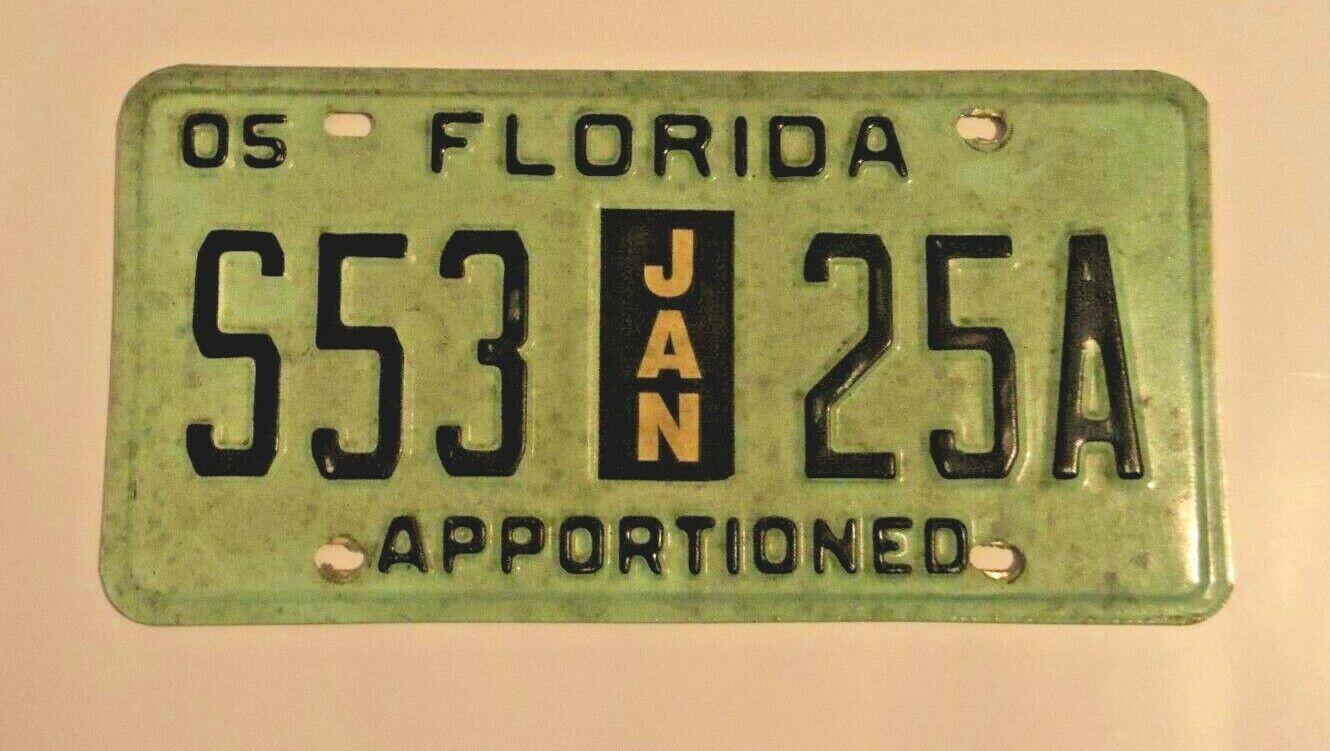 05 FLORIDA
S53 JAN 25A
APPORTIONED